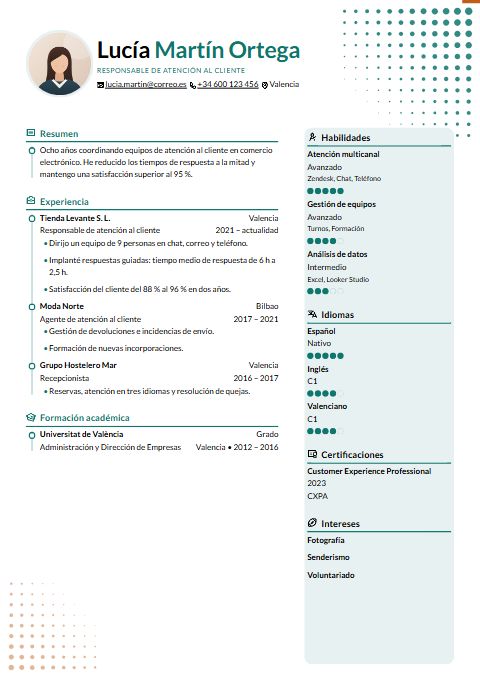 Lucía Martín Ortega
RESPONSABLE DE ATENCIÓN AL CLIENTE
lucia.martin@correo.es +34 600 123 456 Valencia
Resumen
Ocho años coordinando equipos de atención al cliente en comercio
electrónico. He reducido los tiempos de respuesta a la mitad y
mantengo una satisfacción superior al 95 %.
Experiencia
Tienda Levante S. L. Valencia
Responsable de atención al cliente 2021 – actualidad
• Dirijo un equipo de 9 personas en chat, correo y teléfono.
• Implanté respuestas guiadas: tiempo medio de respuesta de 6 h a
2,5 h.
• Satisfacción del cliente del 88 % al 96 % en dos años.
Moda Norte Bilbao
Agente de atención al cliente 2017 – 2021
• Gestión de devoluciones e incidencias de envío.
• Formación de nuevas incorporaciones.
Grupo Hostelero Mar Valencia
Recepcionista 2016 – 2017
• Reservas, atención en tres idiomas y resolución de quejas.
Formación académica
Universitat de València Grado
Administración y Dirección de Empresas Valencia • 2012 – 2016
Habilidades
Atención multicanal
Avanzado
Zendesk, Chat, Teléfono
Gestión de equipos
Avanzado
Turnos, Formación
Análisis de datos
Intermedio
Excel, Looker Studio
Idiomas
Español
Nativo
Inglés
C1
Valenciano
C1
Certificaciones
Customer Experience Professional
2023
CXPA
Intereses
Fotografía
Senderismo
Voluntariado